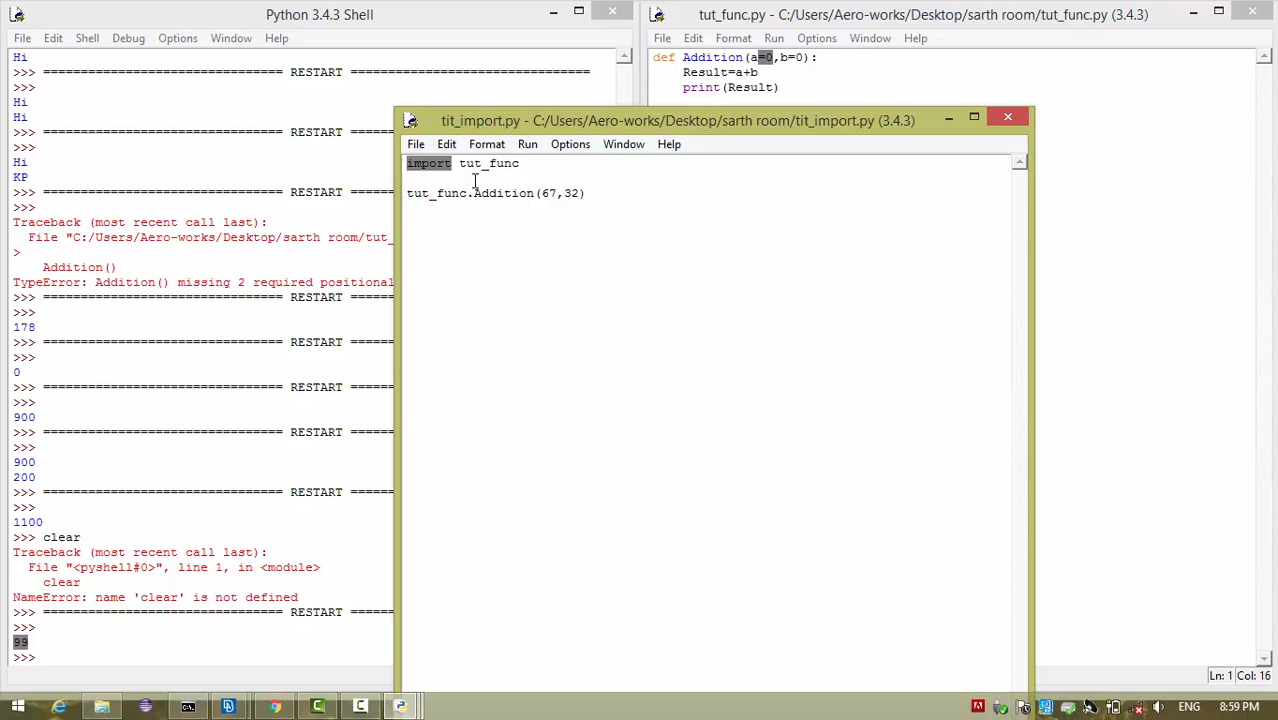 Python 3.4.3 Shell
File Edit Shell Debug Options Window Help
Hi
>>> ================================ RESTART ================================
>>>
Hi
Hi
>>> ================================ RESTART
>>>
Hi
KP
>>>
Traceback (most recent call last):
File "C:/Users/Aero-works/Desktop/sarth room/tut_
>
Addition()
TypeError: Addition() missing 2 required positional
>>> ================================ RESTART ======
>>>
178
>>> ================================ RESTART ======
>>>
0
>>> ================================ RESTART ======
>>>
900
>>> ================================ RESTART ======
>>>
900
200
>>> ================================ RESTART ======
>>>
1100
>>> clear
Traceback (most recent call last):
File "<pyshell#0>", line 1, in <module>
clear
NameError: name 'clear' is not defined
>>> ================================ RESTART ======
>>>
99
>>>
tut_func.py - C:/Users/Aero-works/Desktop/sarth room/tut_func.py (3.4.3)
File Edit Format Run Options Window Help
def Addition(a=0,b=0):
Result=a+b
print(Result)
Ln: 1 Col: 16
tit_import.py - C:/Users/Aero-works/Desktop/sarth room/tit_import.py (3.4.3)
File Edit Format Run Options Window Help
import tut_func
tut_func.Addition(67,32)
ENG 8:59 PM